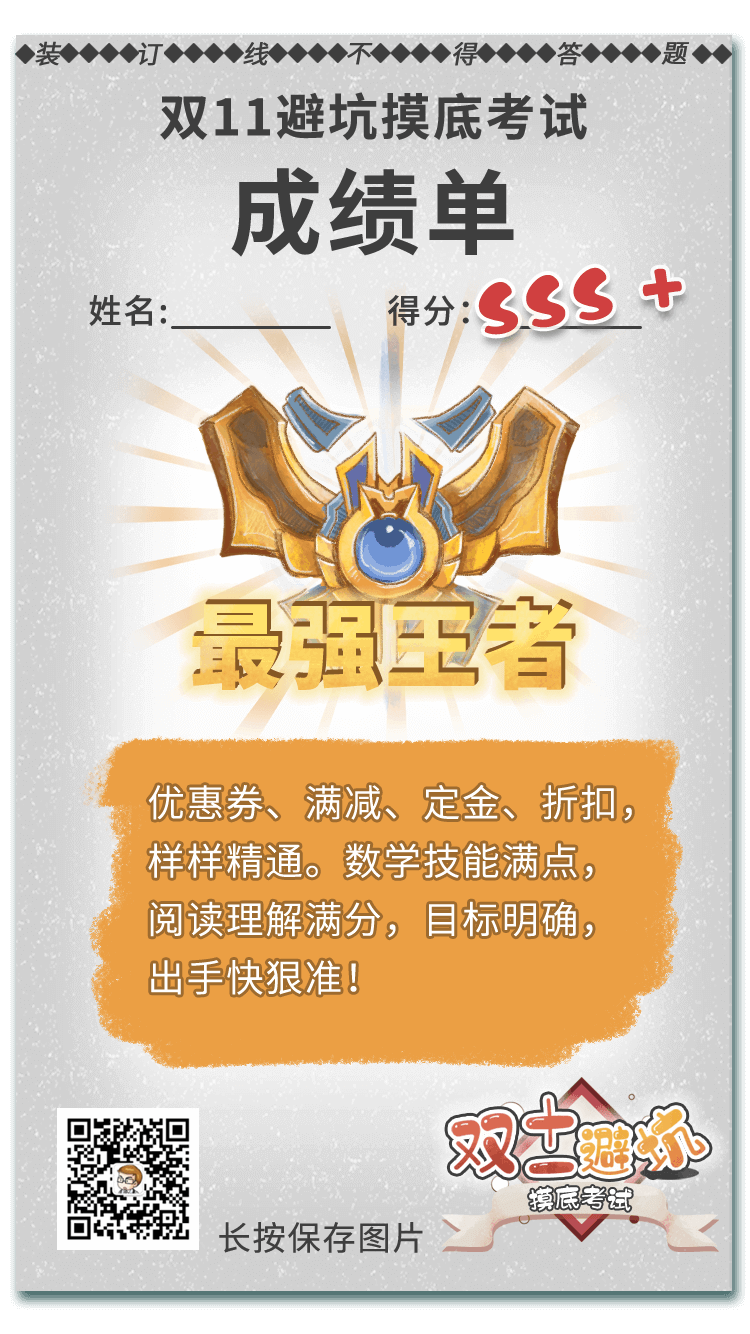 装订线不得答题
双11避坑摸底考试
成绩单
姓名: 得分: SSS +
最强王者
优惠券、满减、定金、折扣，
样样精通。数学技能满点，
阅读理解满分，目标明确，
出手快狠准！
双十一避坑
摸底考试
长按保存图片